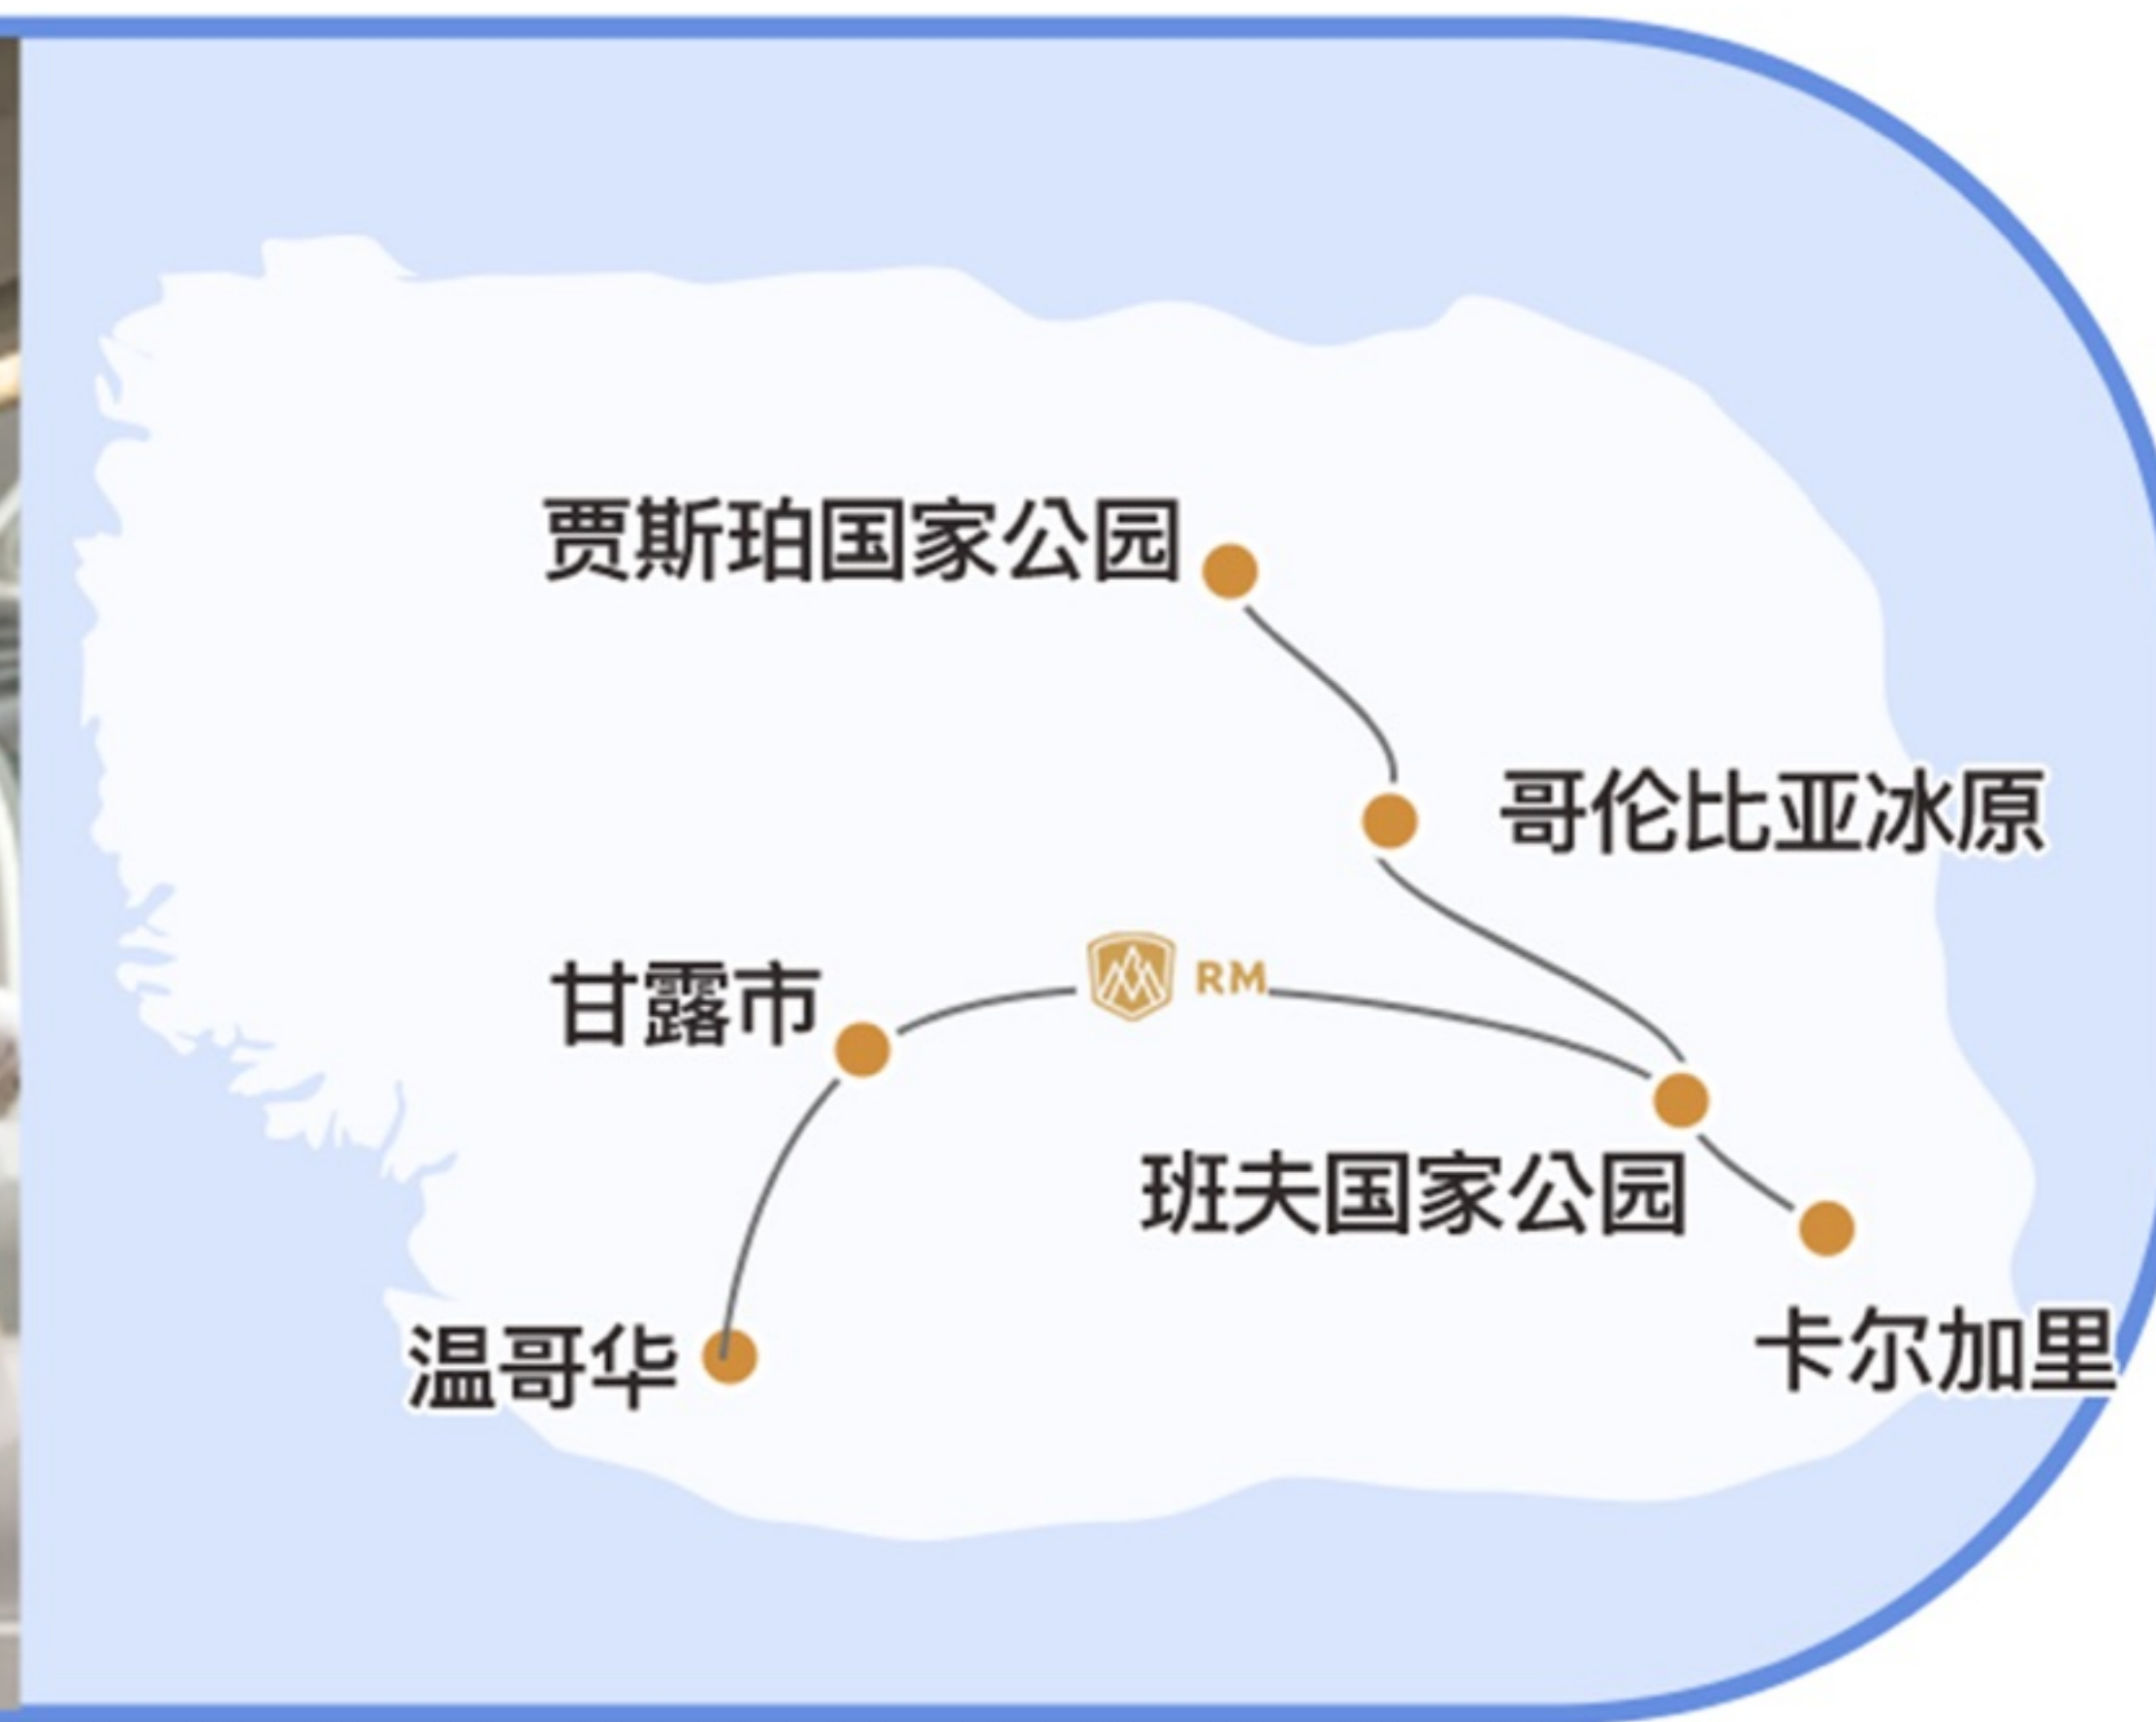 贾斯珀国家公园
哥伦比亚冰原
甘露市
RM
班夫国家公园
温哥华
卡尔加里